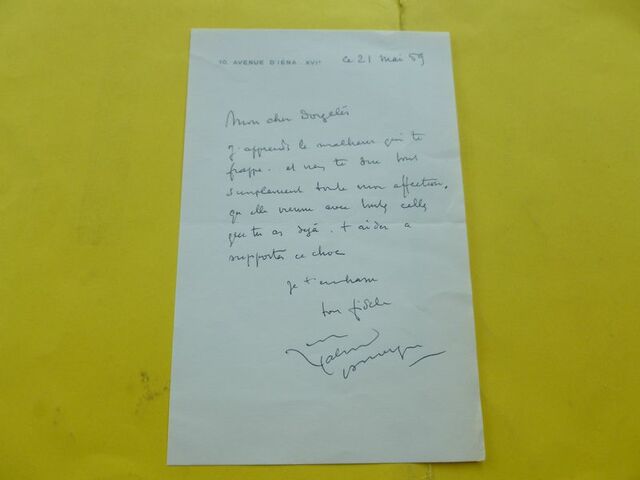 10, AVENUE D'IÉNA. XVIe ce 21 mai 59
Mon cher Dorgelès
J'apprends le malheur qui te
frappe. et veux te dire tout
simplement toute mon affection,
qu'elle vienne avec toutes celles
que tu as déjà. t'aider a
supporter ce choc
Je t'embrasse
ton fidèle